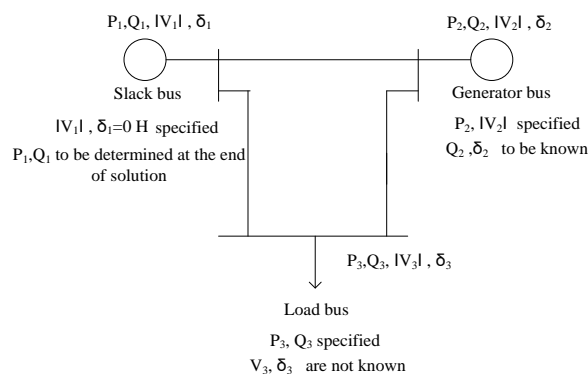 P₁,Q₁, |V₁| , δ₁
P₂,Q₂, |V₂| , δ₂
Slack bus
Generator bus
|V₁| , δ₁=0 H specified
P₁,Q₁ to be determined at the end
of solution
P₂, |V₂| specified
Q₂ ,δ₂ to be known
P₃,Q₃, |V₃| , δ₃
Load bus
P₃, Q₃ specified
V₃, δ₃ are not known